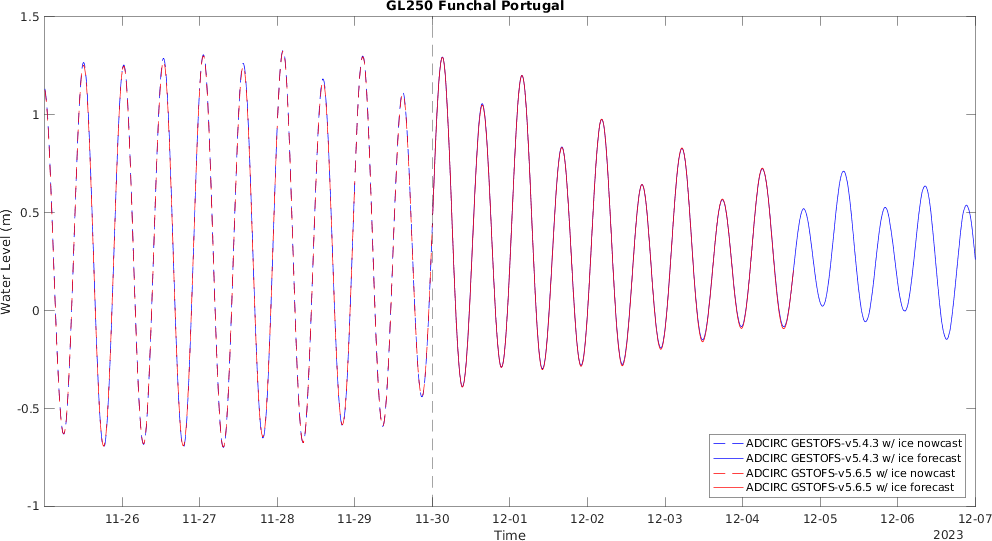 GL250 Funchal Portugal
1.5
1
0.5
0
-0.5
-1
Water Level (m)
ADCIRC GESTOFS-v5.4.3 w/ ice nowcast
ADCIRC GESTOFS-v5.4.3 w/ ice forecast
ADCIRC GSTOFS-v5.6.5 w/ ice nowcast
ADCIRC GSTOFS-v5.6.5 w/ ice forecast
11-26 11-27 11-28 11-29 11-30 12-01 12-02 12-03 12-04 12-05 12-06 12-07
Time
2023